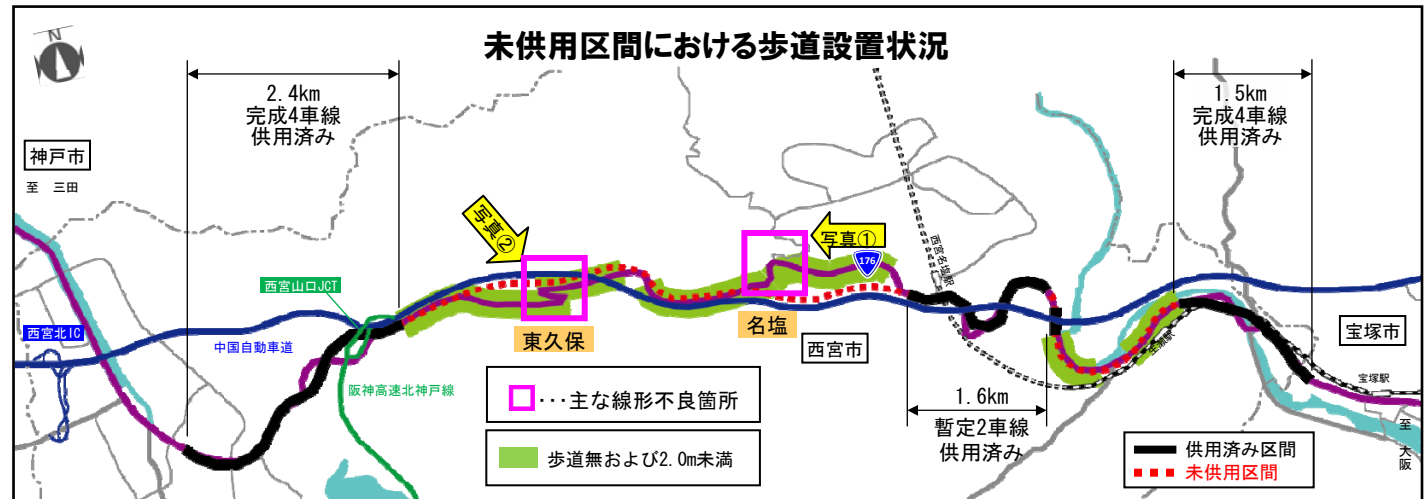 未供用区間における歩道設置状況
N
2.4km
完成4車線
供用済み
1.5km
完成4車線
供用済み
神戸市
至 三田
写真②
写真①
176
西宮名塩駅
西宮山口JCT
西宮北IC
中国自動車道
東久保
名塩
西宮市
生瀬駅
宝塚市
宝塚駅
阪神高速北神戸線
･･･主な線形不良箇所
1.6km
暫定2車線
供用済み
至 大阪
歩道無および2.0m未満
供用済み区間
未供用区間